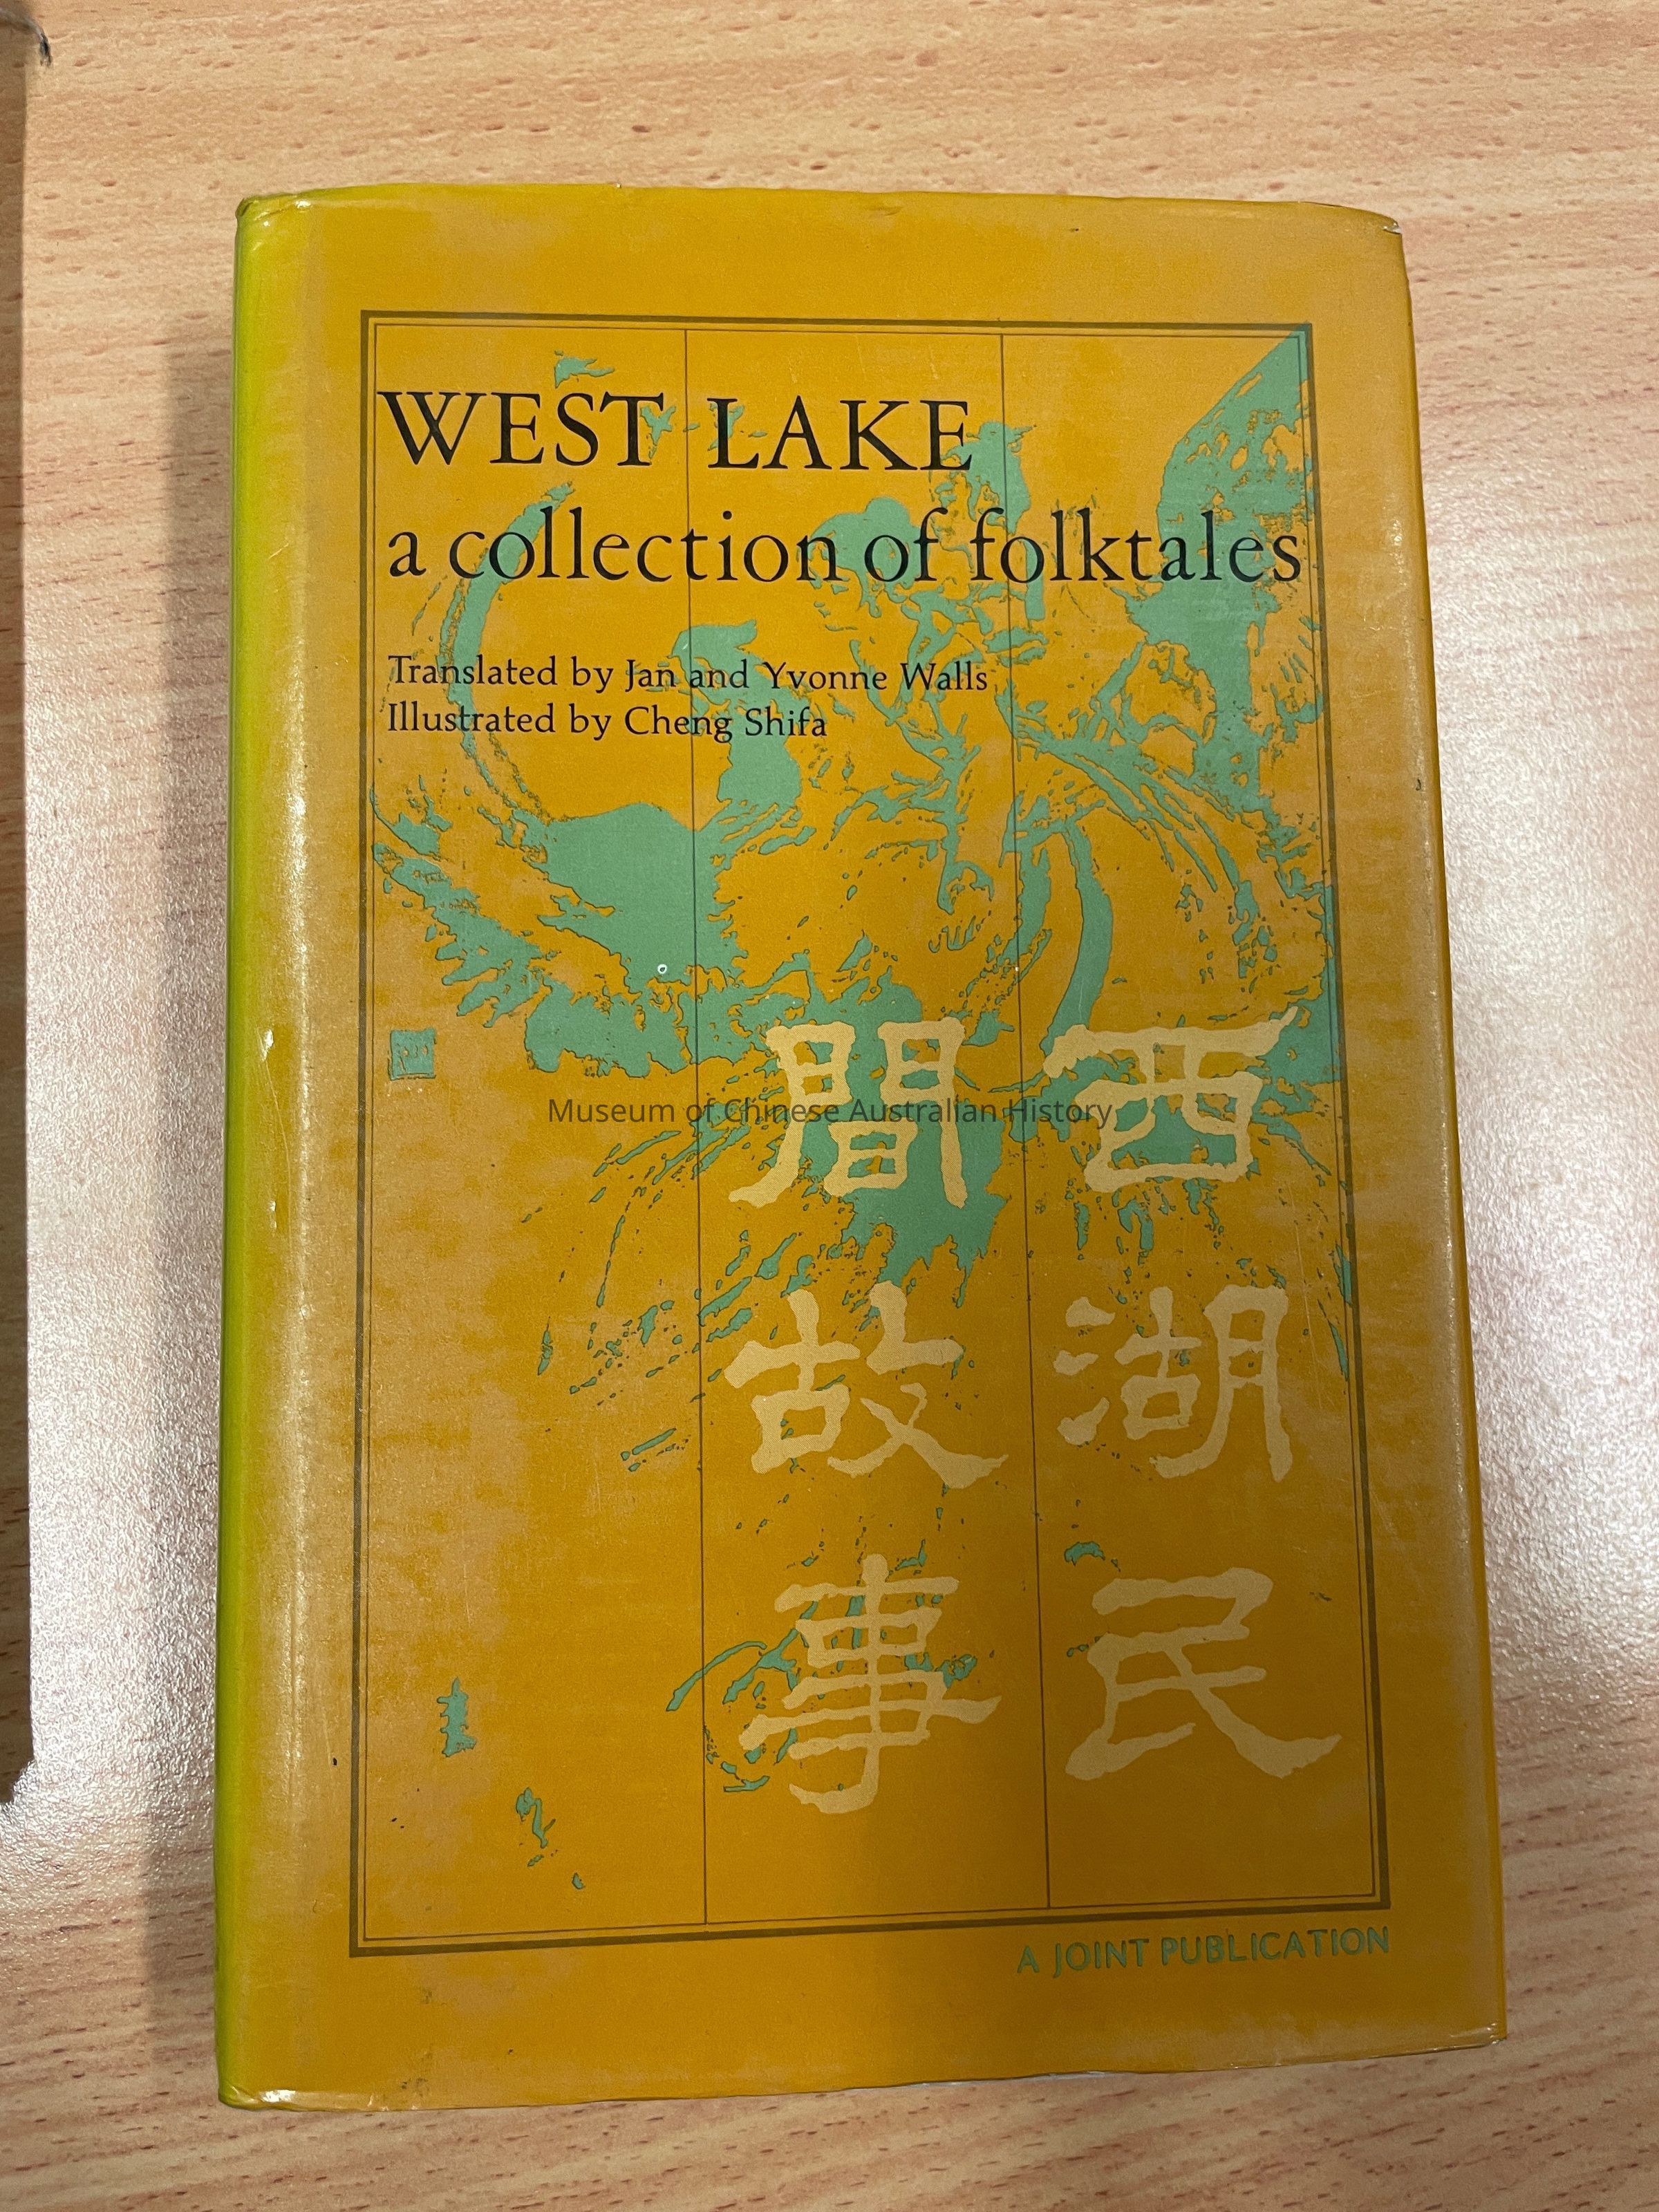 WEST LAKE
a collection of folktales
Translated by Jan and Yvonne Walls
Illustrated by Cheng Shifa
西湖民
間故事
Museum of Chinese Australian History
A JOINT PUBLICATION